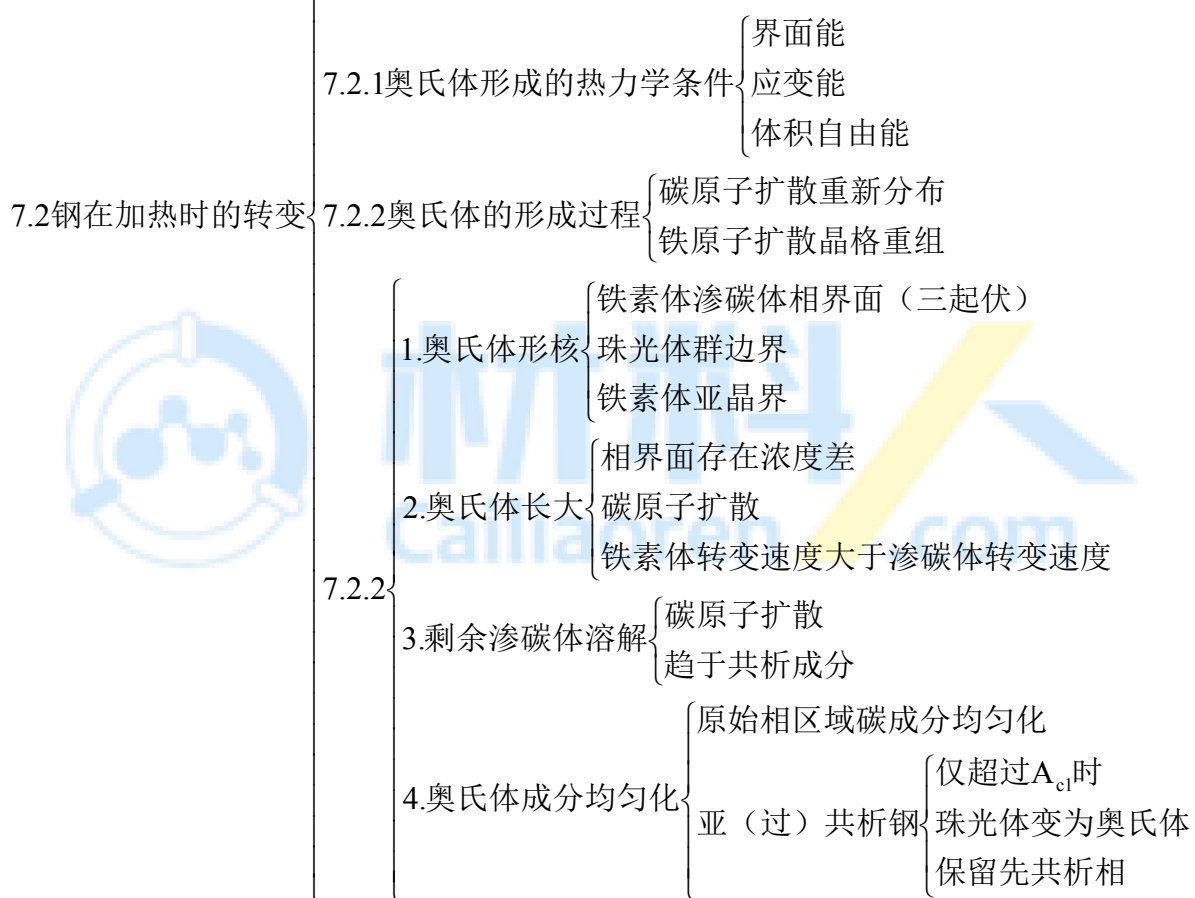 界面能
7.2.1奥氏体形成的热力学条件
应变能
体积自由能
7.2钢在加热时的转变
7.2.2奥氏体的形成过程
碳原子扩散重新分布
铁原子扩散晶格重组
7.2.2
1.奥氏体形核
铁素体渗碳体相界面（三起伏）
珠光体群边界
铁素体亚晶界
2.奥氏体长大
相界面存在浓度差
碳原子扩散
铁素体转变速度大于渗碳体转变速度
3.剩余渗碳体溶解
碳原子扩散
趋于共析成分
4.奥氏体成分均匀化
原始相区域碳成分均匀化
亚（过）共析钢
仅超过Ac1时
珠光体变为奥氏体
保留先共析相
材料人
Cailiaoren.com